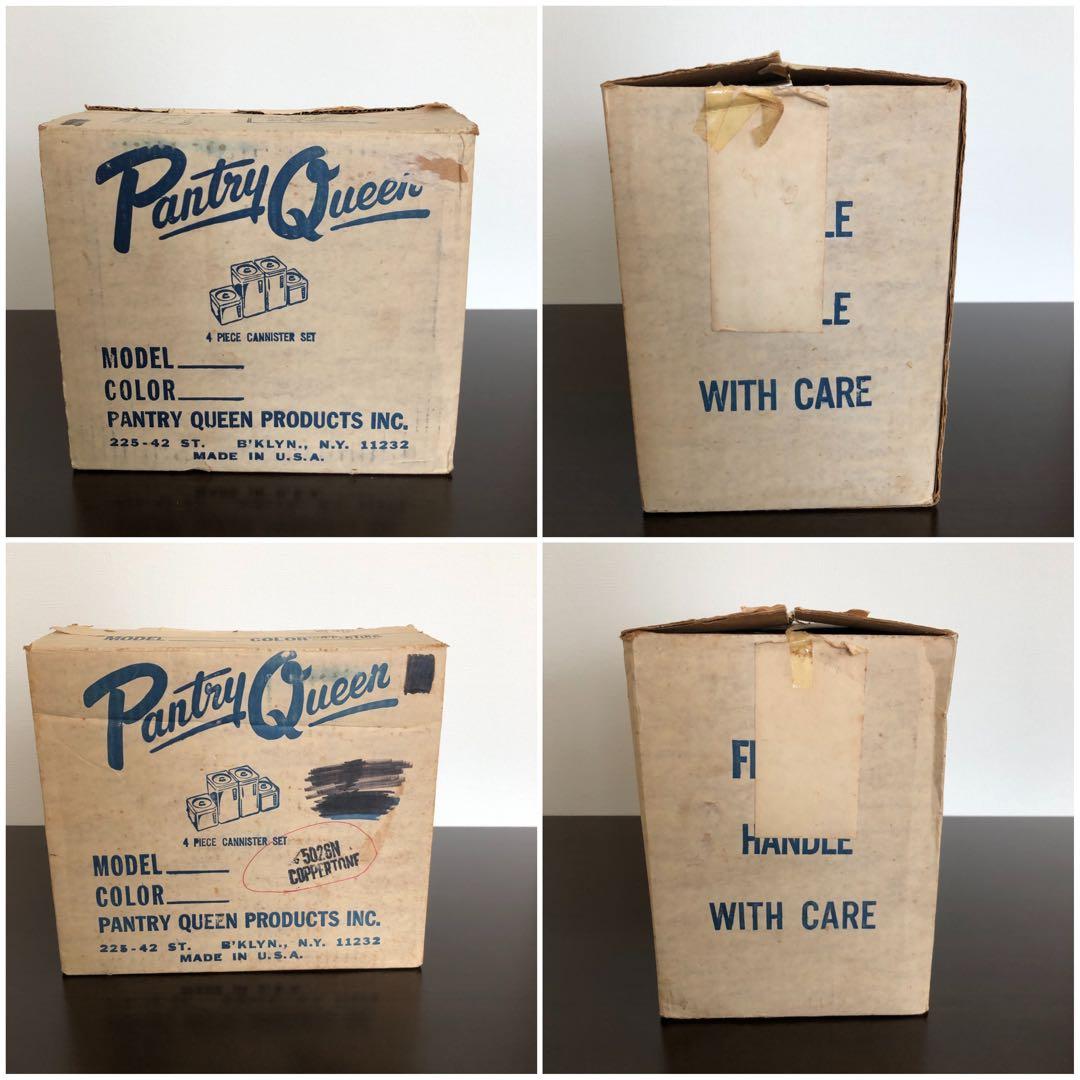 Pantry Queen
4 PIECE CANNISTER SET
MODEL
COLOR
PANTRY QUEEN PRODUCTS INC.
225-42 ST. B'KLYN., N.Y. 11232
MADE IN U.S.A.
LE
LE
WITH CARE
MODEL COLOR
Pantry Queen
4 PIECE CANNISTER SET
502SN
COPPERTONE
MODEL
COLOR
PANTRY QUEEN PRODUCTS INC.
225-42 ST. B'KLYN., N.Y. 11232
MADE IN U.S.A.
F
HANDLE
WITH CARE